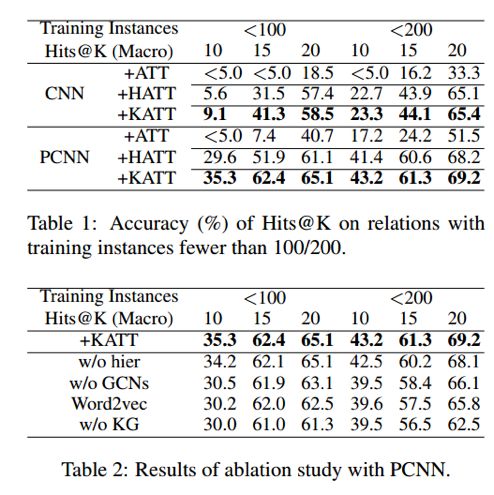 Training Instances <100 <200
Hits@K (Macro) 10 15 20 10 15 20
CNN
+ATT <5.0 <5.0 18.5 <5.0 16.2 33.3
+HATT 5.6 31.5 57.4 22.7 43.9 65.1
+KATT 9.1 41.3 58.5 23.3 44.1 65.4
PCNN
+ATT <5.0 7.4 40.7 17.2 24.2 51.5
+HATT 29.6 51.9 61.1 41.4 60.6 68.2
+KATT 35.3 62.4 65.1 43.2 61.3 69.2
Table 1: Accuracy (%) of Hits@K on relations with
training instances fewer than 100/200.
Training Instances <100 <200
Hits@K (Macro) 10 15 20 10 15 20
+KATT 35.3 62.4 65.1 43.2 61.3 69.2
w/o hier 34.2 62.1 65.1 42.5 60.2 68.1
w/o GCNs 30.5 61.9 63.1 39.5 58.4 66.1
Word2vec 30.2 62.0 62.5 39.6 57.5 65.8
w/o KG 30.0 61.0 61.3 39.5 56.5 62.5
Table 2: Results of ablation study with PCNN.